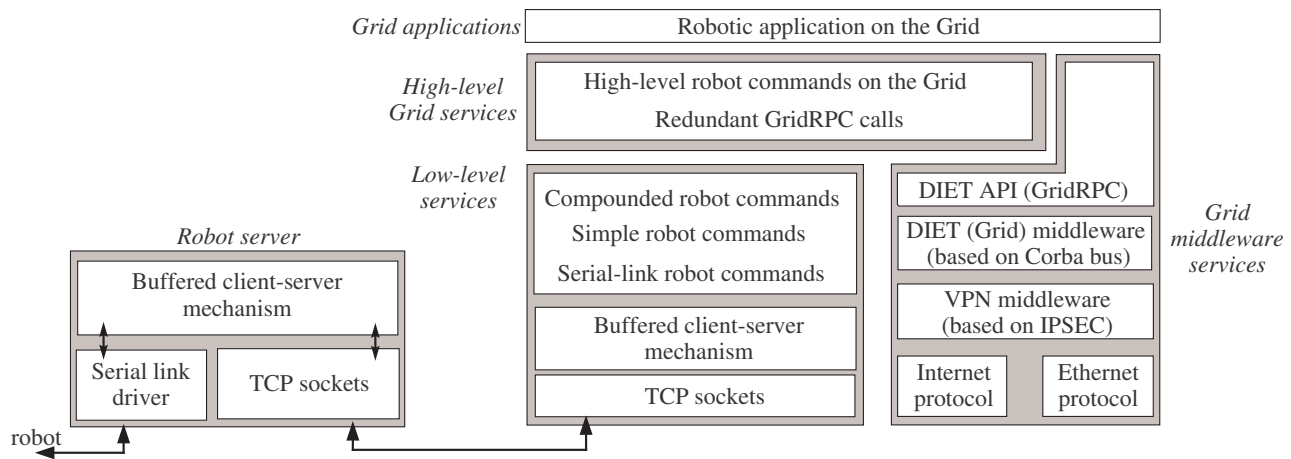 Grid applications
Robotic application on the Grid
High-level
Grid services
High-level robot commands on the Grid
Redundant GridRPC calls
Low-level
services
Compounded robot commands
Simple robot commands
Serial-link robot commands
Buffered client-server
mechanism
TCP sockets
DIET API (GridRPC)
DIET (Grid) middleware
(based on Corba bus)
VPN middleware
(based on IPSEC)
Internet
protocol
Ethernet
protocol
Grid
middleware
services
Robot server
Buffered client-server
mechanism
Serial link
driver
TCP sockets
robot